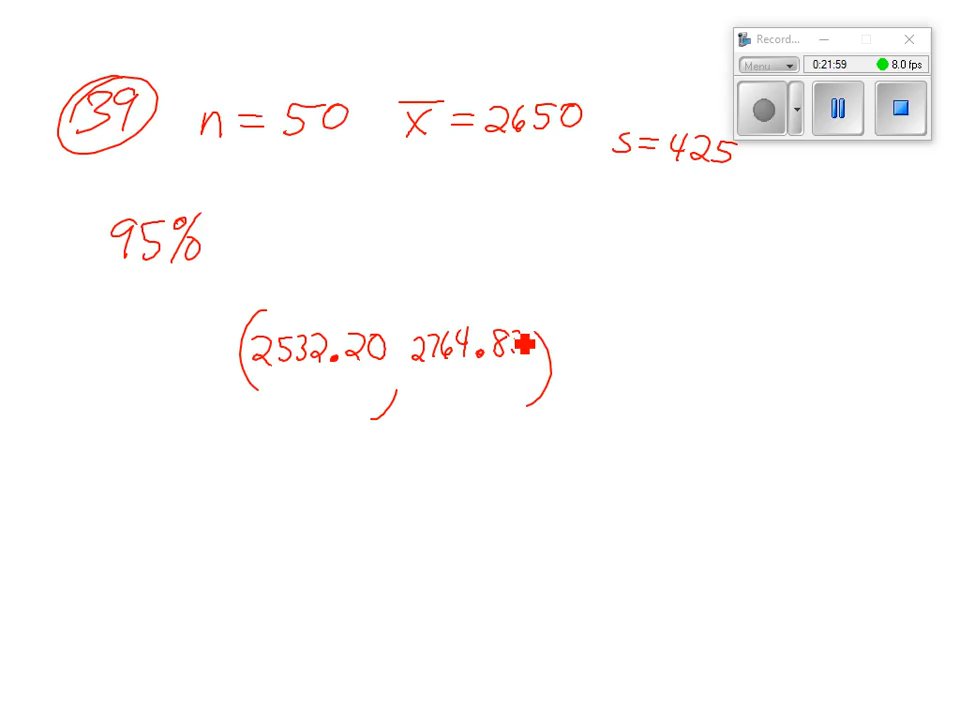 Record...
Menu 0:21:59 8.0 fps
39 n = 50 x̅ = 2650 s = 425
95%
(2532.20 , 2764.8 )